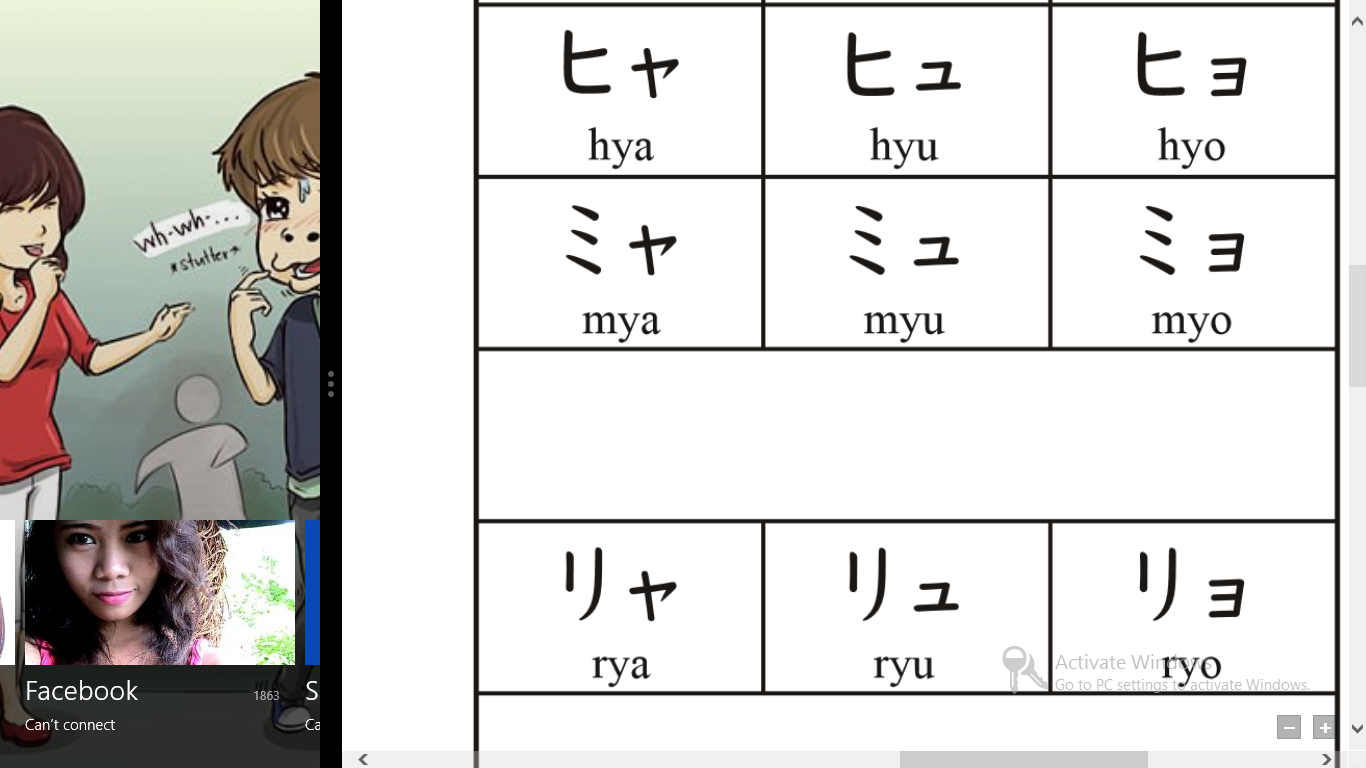 wh-wh-...
*stutter*
Facebook 1863 S
Can't connect Ca
ヒャ ヒュ ヒョ
hya hyu hyo
ミャ ミュ ミョ
mya myu myo
リャ リュ リョ
rya ryu ryo
Activate Windows
Go to PC settings to activate Windows.